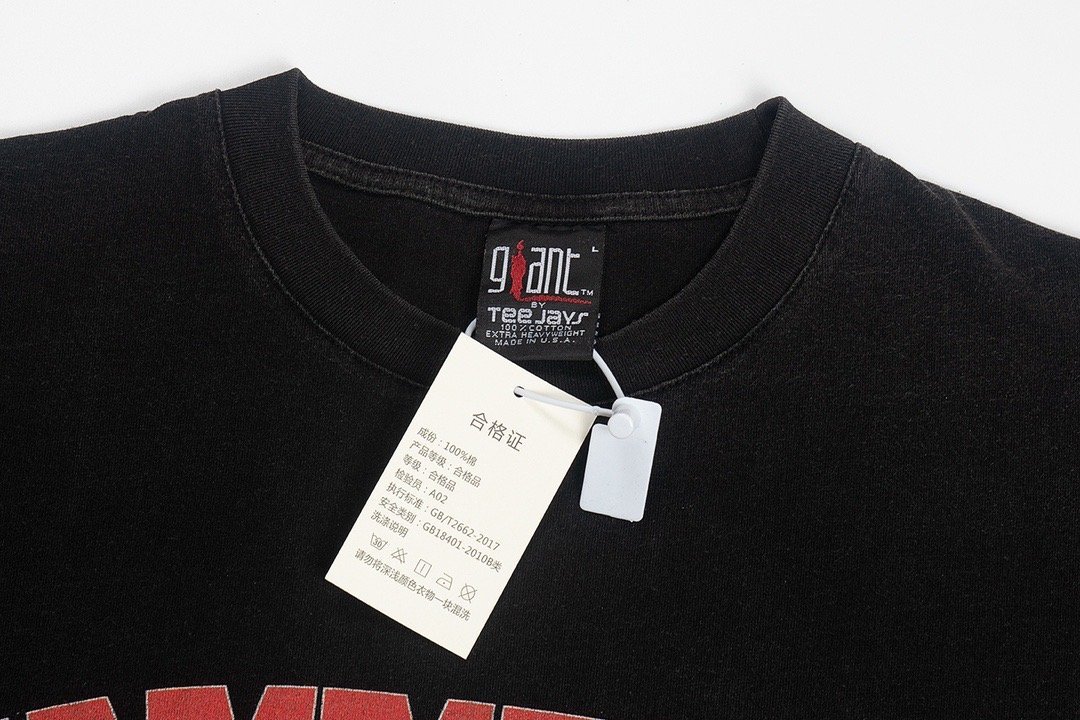 giant™
L
BY
TEE JAYS
100% COTTON
EXTRA HEAVYWEIGHT
MADE IN U.S.A.
合格证
成份：100%棉
产品等级：合格品
等级：合格品
检验员：A02
执行标准：GB/T2662-2017
安全类别：GB18401-2010B类
洗涤说明
30
请勿将深浅颜色衣物一块混洗